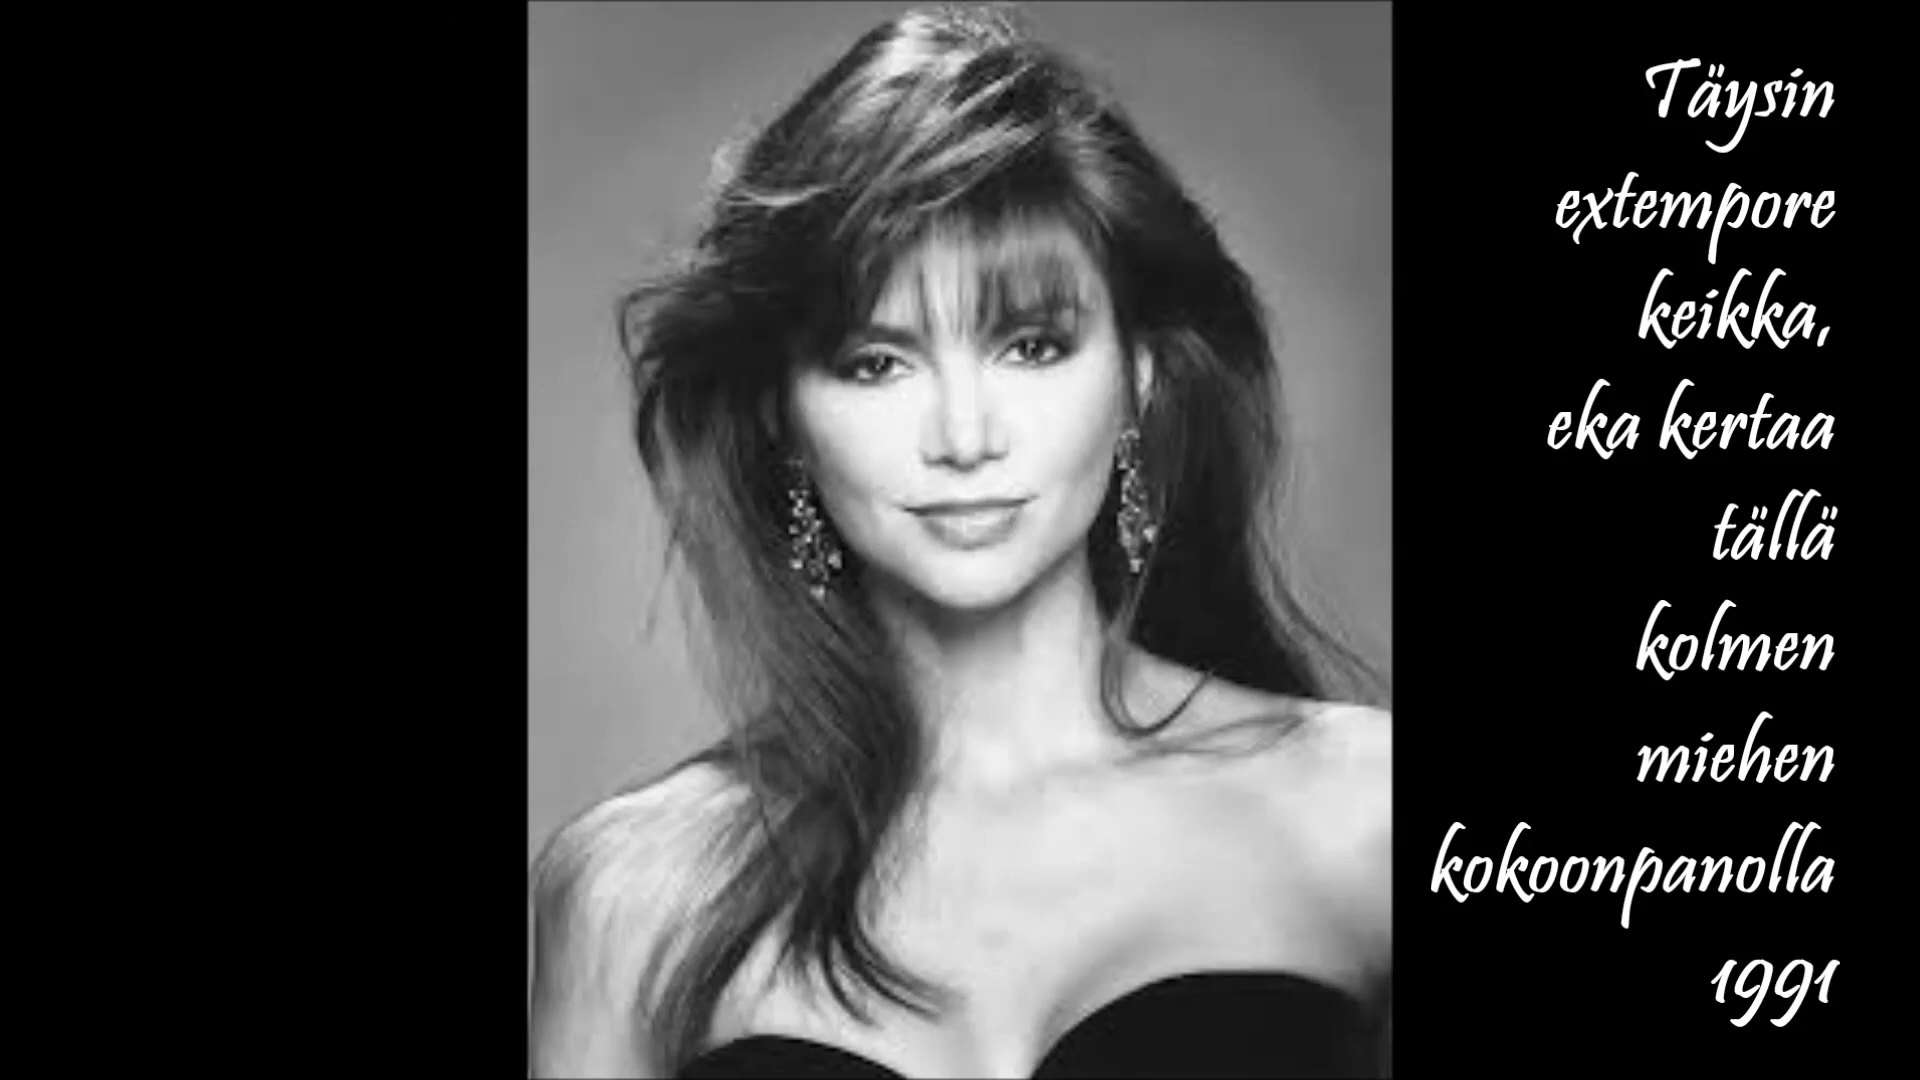 Täysin
extempore
keikka,
eka kertaa
tällä
kolmen
miehen
kokoonpanolla
1991